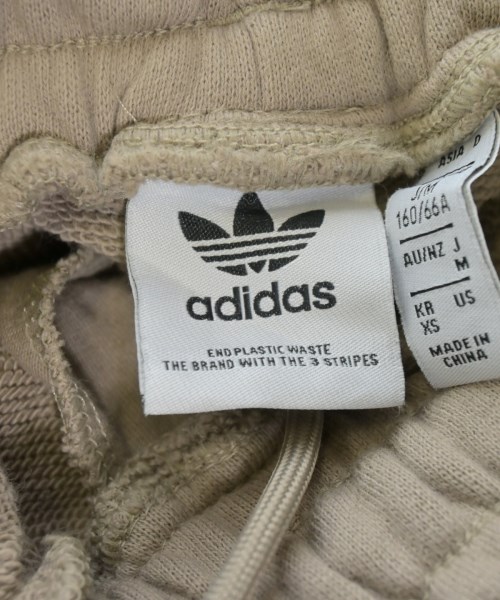 adidas
END PLASTIC WASTE
THE BRAND WITH THE 3 STRIPES
ASIA D
J/M
160/66A
AU/NZ J
M
KR US
XS
MADE IN
CHINA